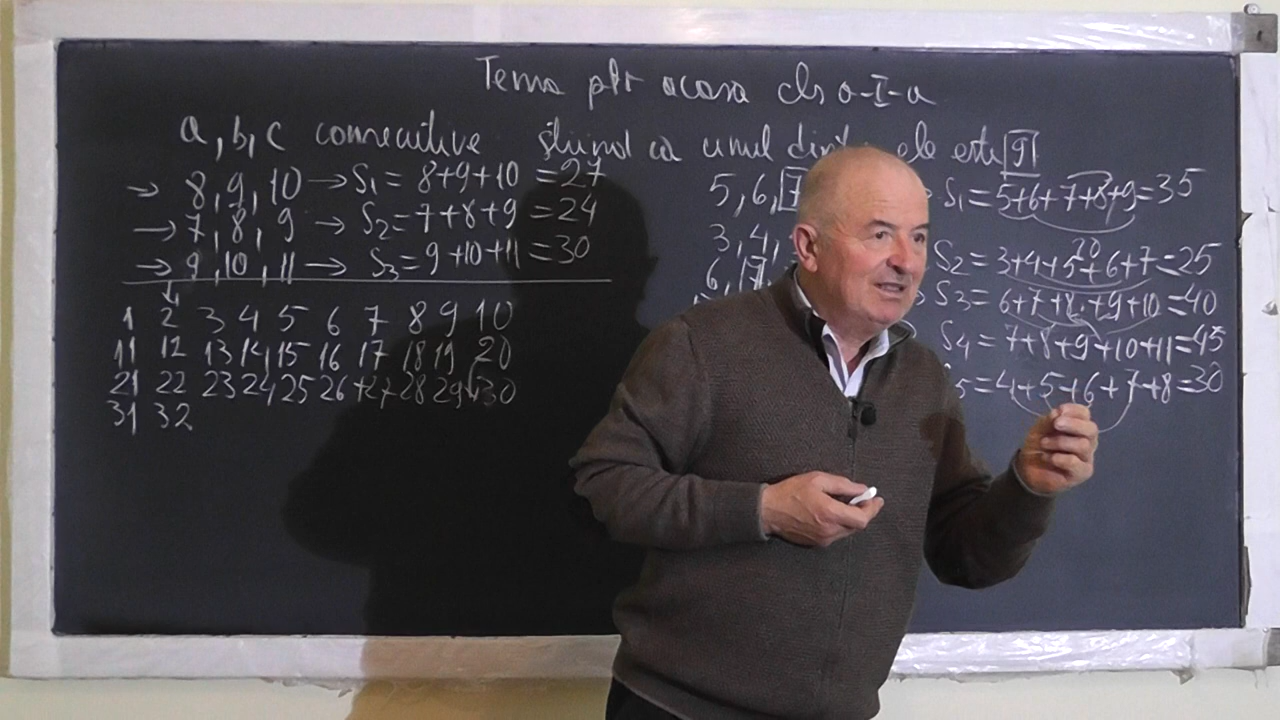 Tema ptr acasa cls a-I-a
a, b, c consecutive știind ca unul este 9
→ 8, 9, 10 → S1 = 8+9+10 = 27
→ 7, 8, 9 → S2 = 7+8+9 = 24
→ 9, 10, 11 → S3 = 9+10+11 = 30
1 2 3 4 5 6 7 8 9 10
11 12 13 14 15 16 17 18 19 20
21 22 23 24 25 26 + 27 28 29 30
31 32
5, 6, 7
3, 4,
6, 7
S1 = 5+6+7+8+9 = 35
20
S2 = 3+4+5+6+7 = 25
S3 = 6+7+8+9+10 = 40
S4 = 7+8+9+10+11 = 45
5 = 4+5+6+7+8 = 30